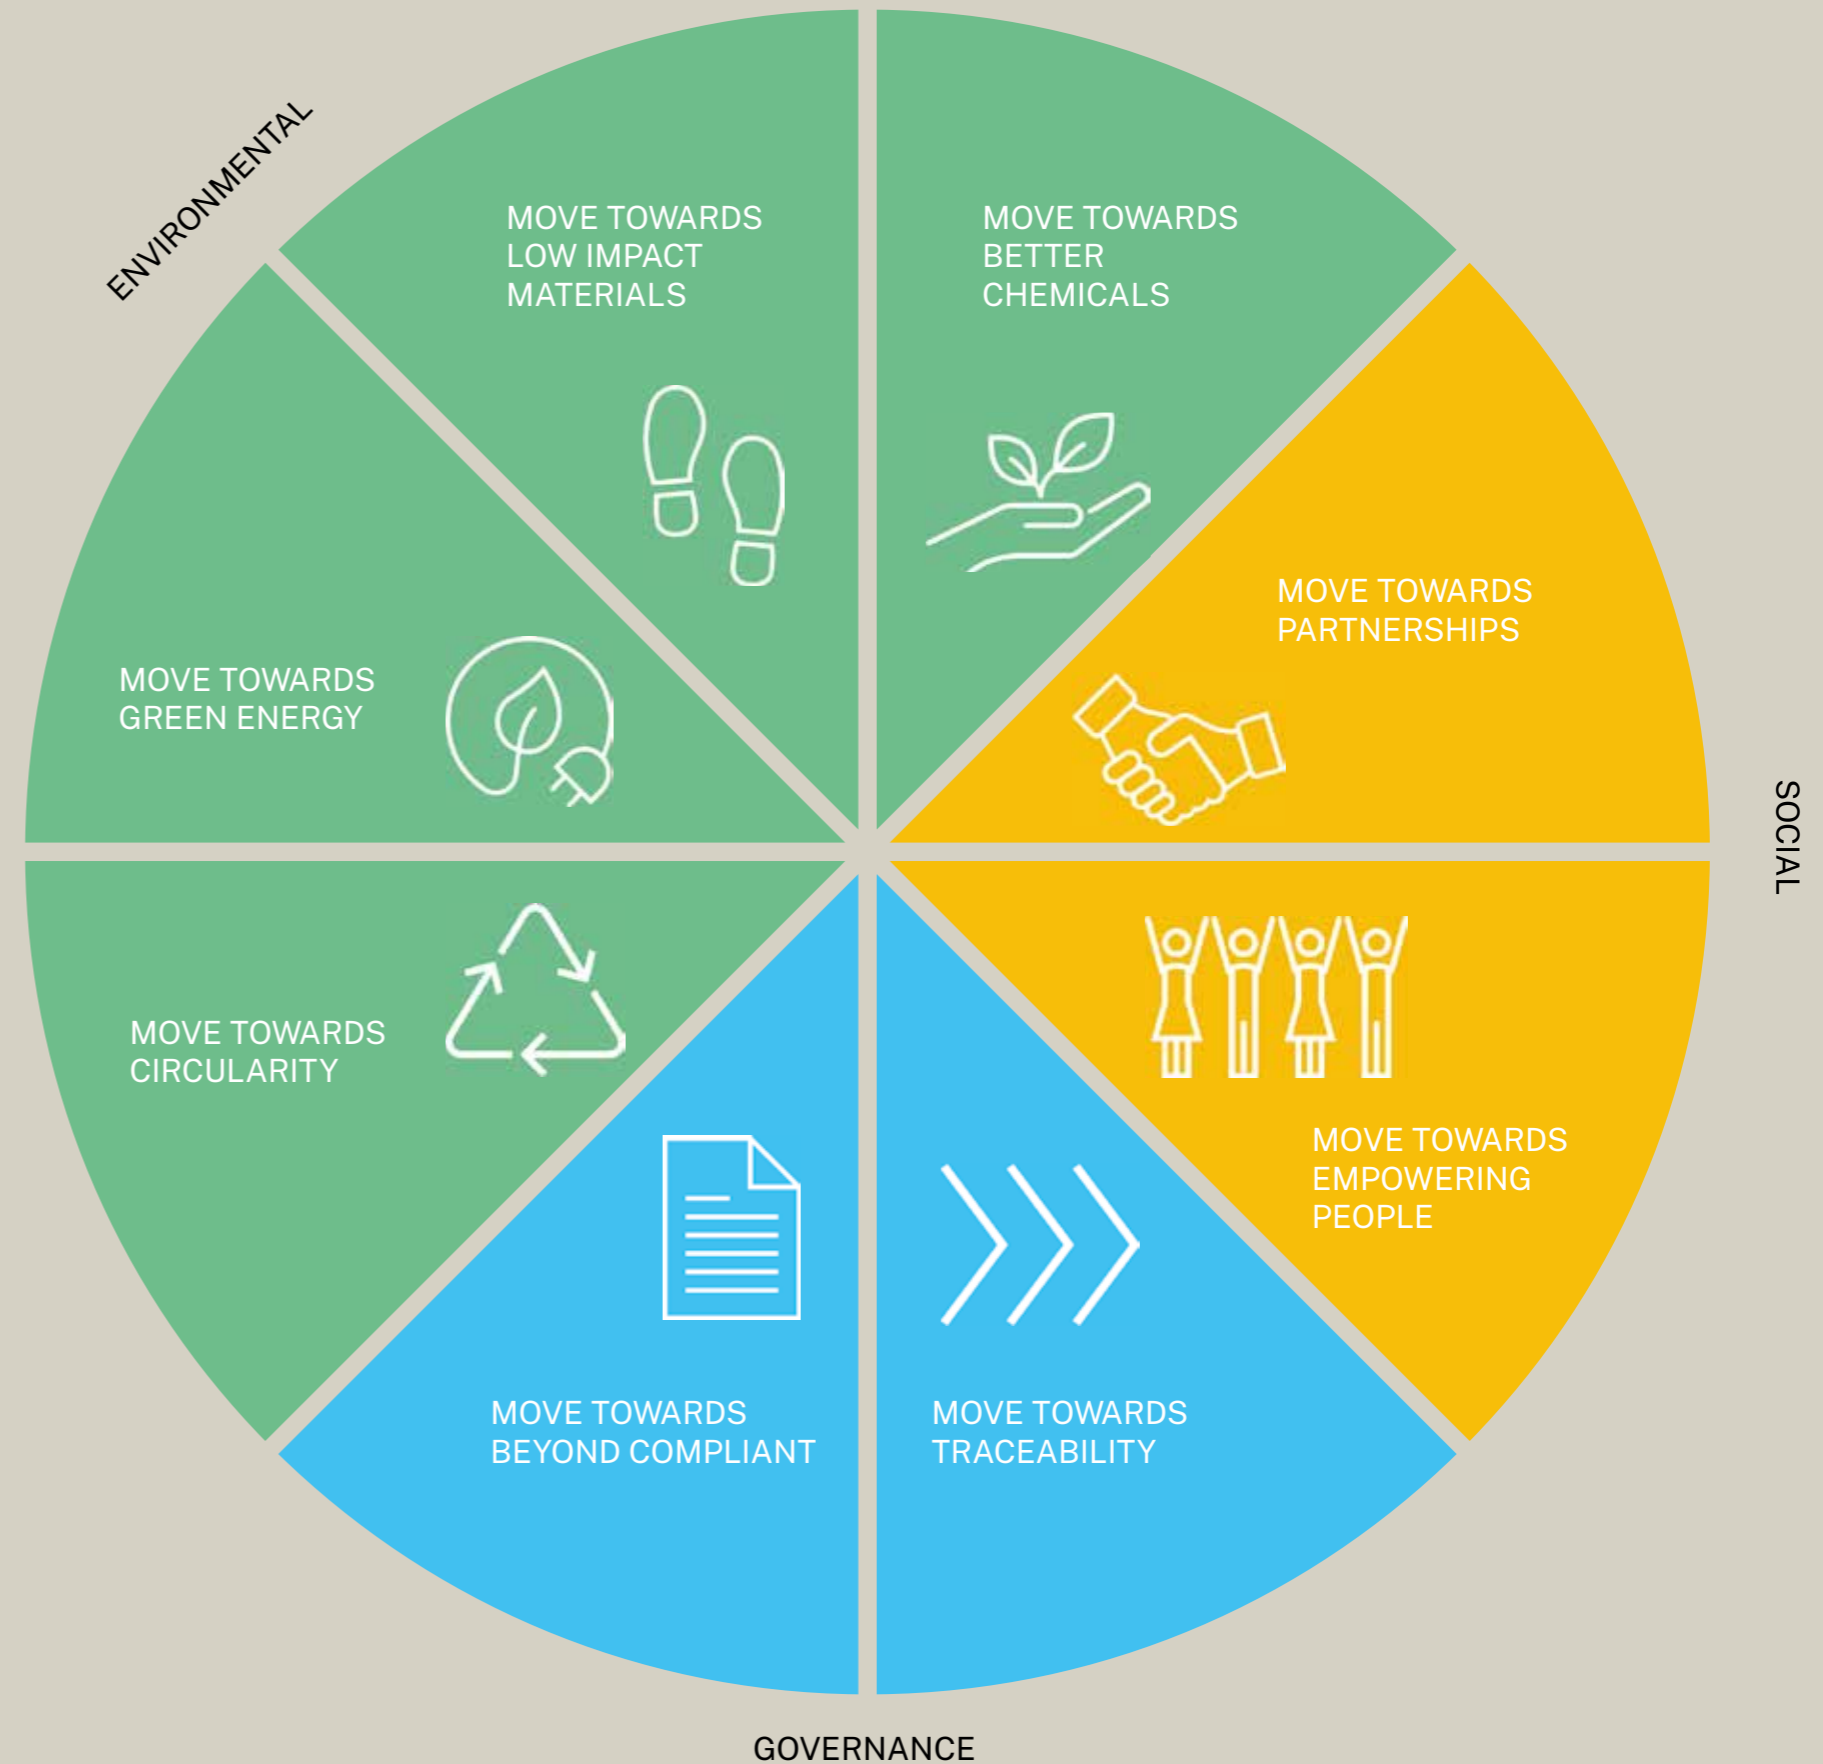 ENVIRONMENTAL
MOVE TOWARDS
LOW IMPACT
MATERIALS
MOVE TOWARDS
BETTER
CHEMICALS
MOVE TOWARDS
PARTNERSHIPS
MOVE TOWARDS
GREEN ENERGY
SOCIAL
MOVE TOWARDS
CIRCULARITY
MOVE TOWARDS
EMPOWERING
PEOPLE
MOVE TOWARDS
BEYOND COMPLIANT
MOVE TOWARDS
TRACEABILITY
GOVERNANCE